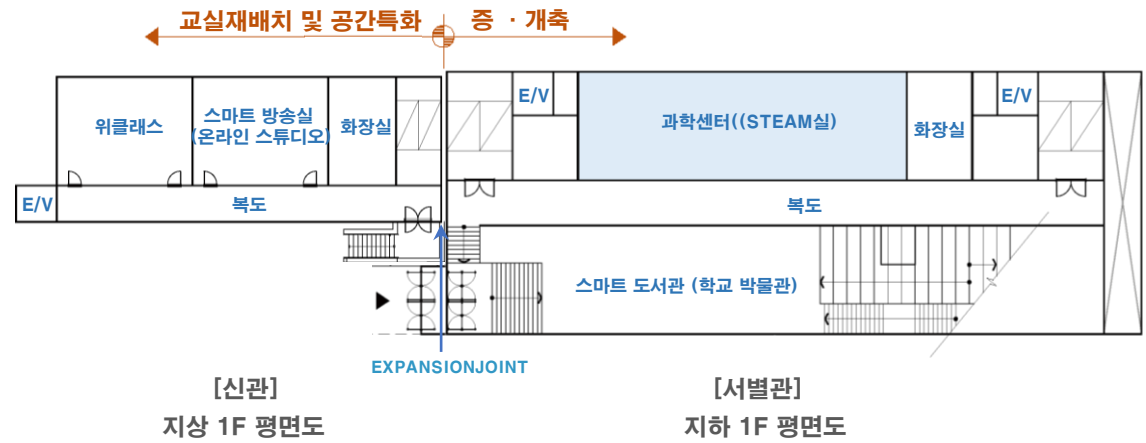 교실재배치 및 공간특화
증 · 개축
위클래스
스마트 방송실
(온라인 스튜디오)
화장실
E/V
과학센터((STEAM실)
화장실
E/V
E/V
복도
복도
스마트 도서관 (학교 박물관)
EXPANSIONJOINT
[신관]
지상 1F 평면도
[서별관]
지하 1F 평면도